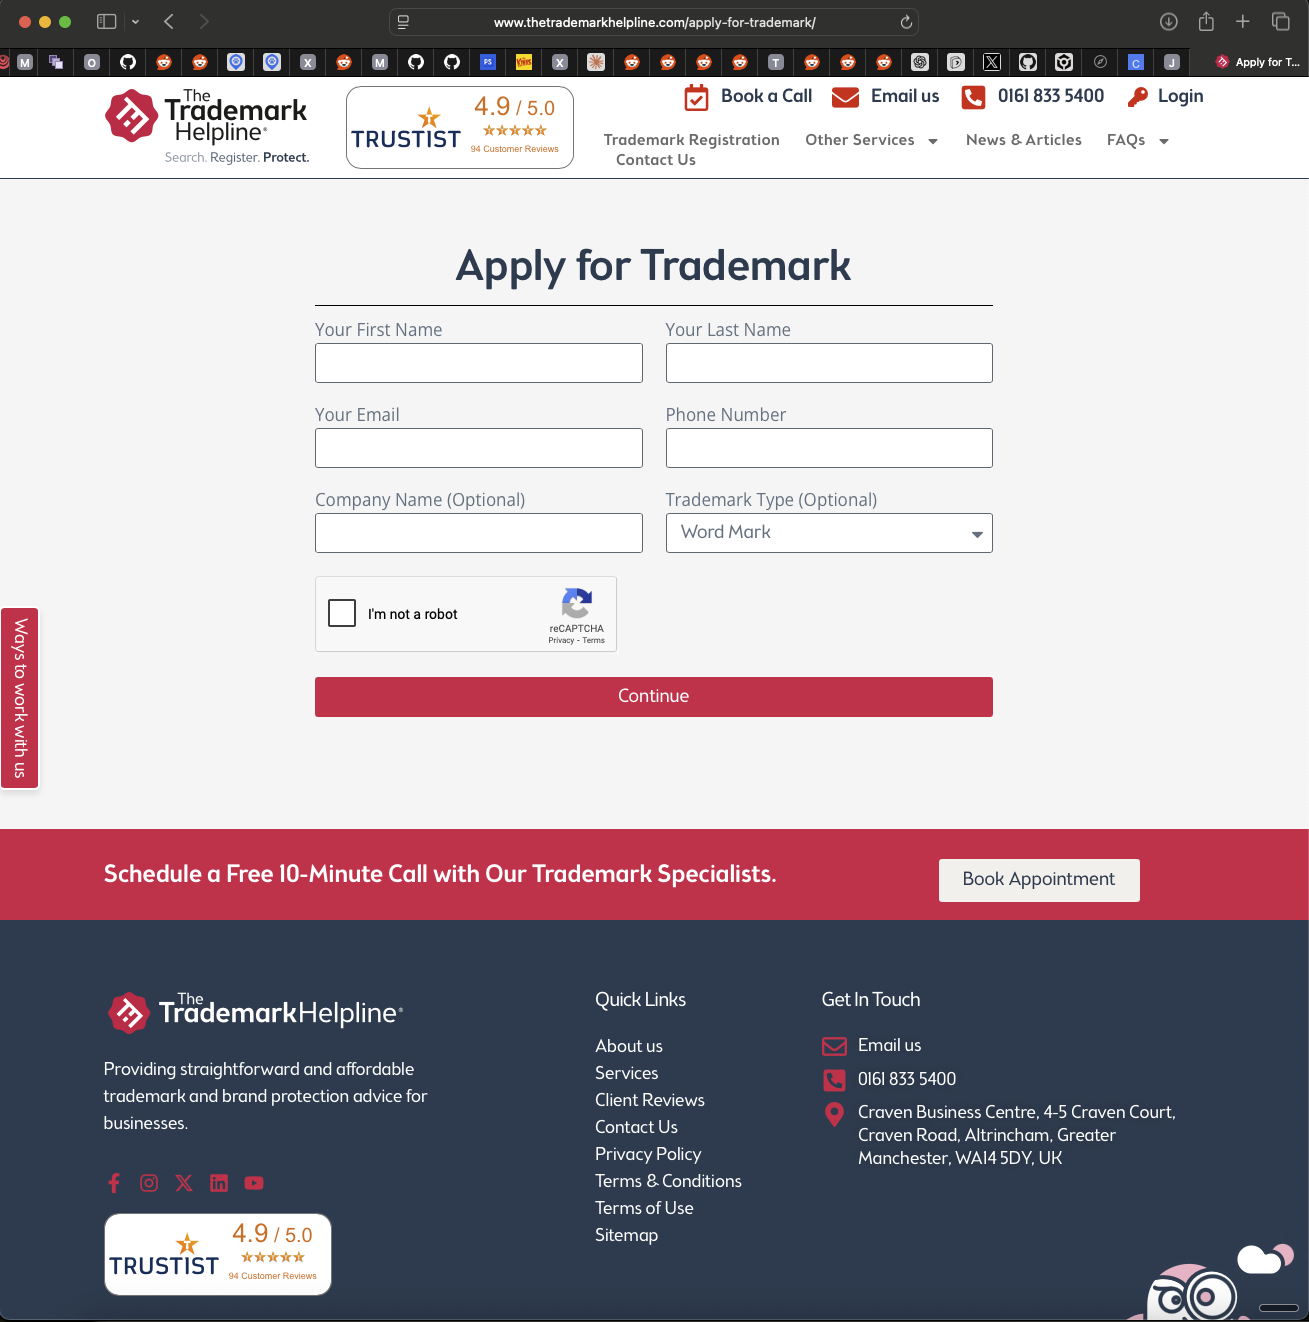 www.thetrademarkhelpline.com/apply-for-trademark/
M
O
X
M
PS
X
T
C
J
Apply for T...
The
Trademark
Helpline
Search. Register. Protect.
TRUSTIST
4.9 / 5.0
94 Customer Reviews
Book a Call
Email us
0161 833 5400
Login
Trademark Registration
Other Services
News & Articles
FAQs
Contact Us
Apply for Trademark
Your First Name
Your Last Name
Your Email
Phone Number
Company Name (Optional)
Trademark Type (Optional)
Word Mark
I'm not a robot
reCAPTCHA
Privacy - Terms
Continue
Ways to work with us
Schedule a Free 10-Minute Call with Our Trademark Specialists.
Book Appointment
The
TrademarkHelpline
Providing straightforward and affordable
trademark and brand protection advice for
businesses.
TRUSTIST
4.9 / 5.0
94 Customer Reviews
Quick Links
About us
Services
Client Reviews
Contact Us
Privacy Policy
Terms & Conditions
Terms of Use
Sitemap
Get In Touch
Email us
0161 833 5400
Craven Business Centre, 4-5 Craven Court,
Craven Road, Altrincham, Greater
Manchester, WA14 5DY, UK